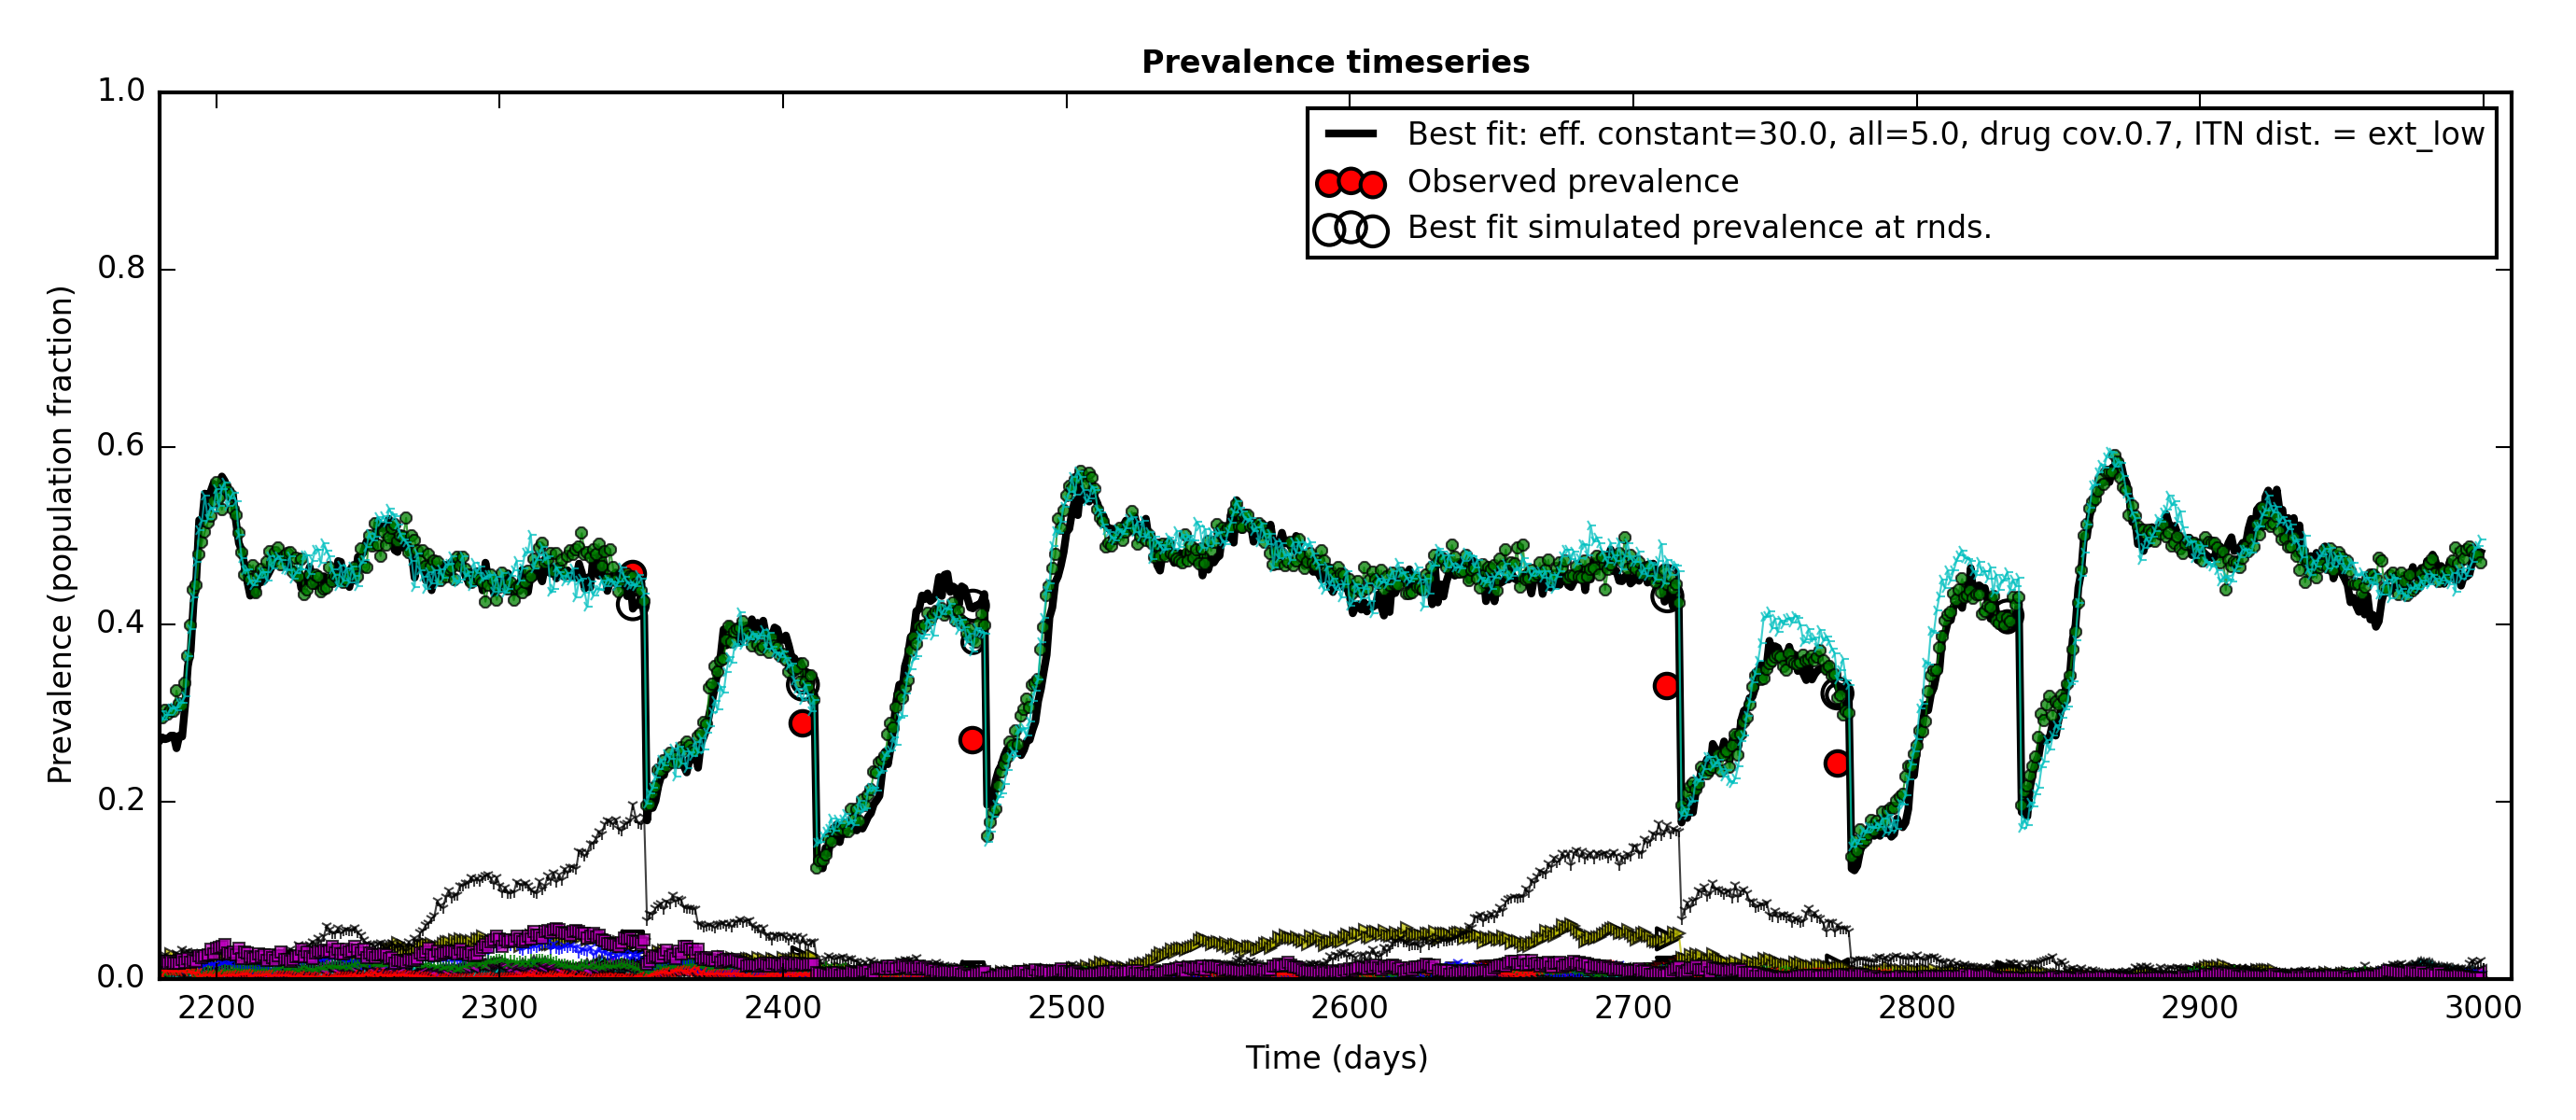 Prevalence timeseries
1.0
0.8
0.6
0.4
0.2
0.0
Prevalence (population fraction)
Best fit: eff. constant=30.0, all=5.0, drug cov.0.7, ITN dist. = ext_low
Observed prevalence
Best fit simulated prevalence at rnds.
2200 2300 2400 2500 2600 2700 2800 2900 3000
Time (days)